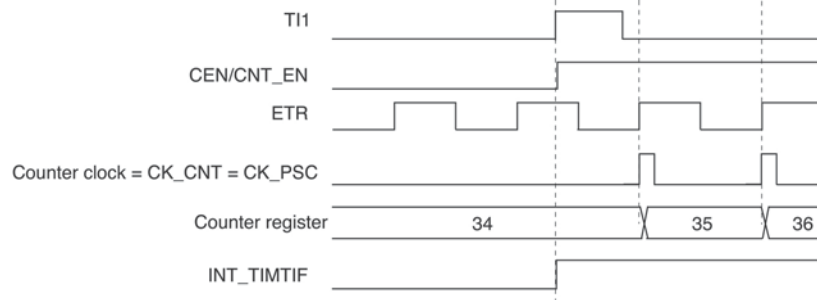 TI1
CEN/CNT_EN
ETR
Counter clock = CK_CNT = CK_PSC
Counter register 34 35 36
INT_TIMTIF